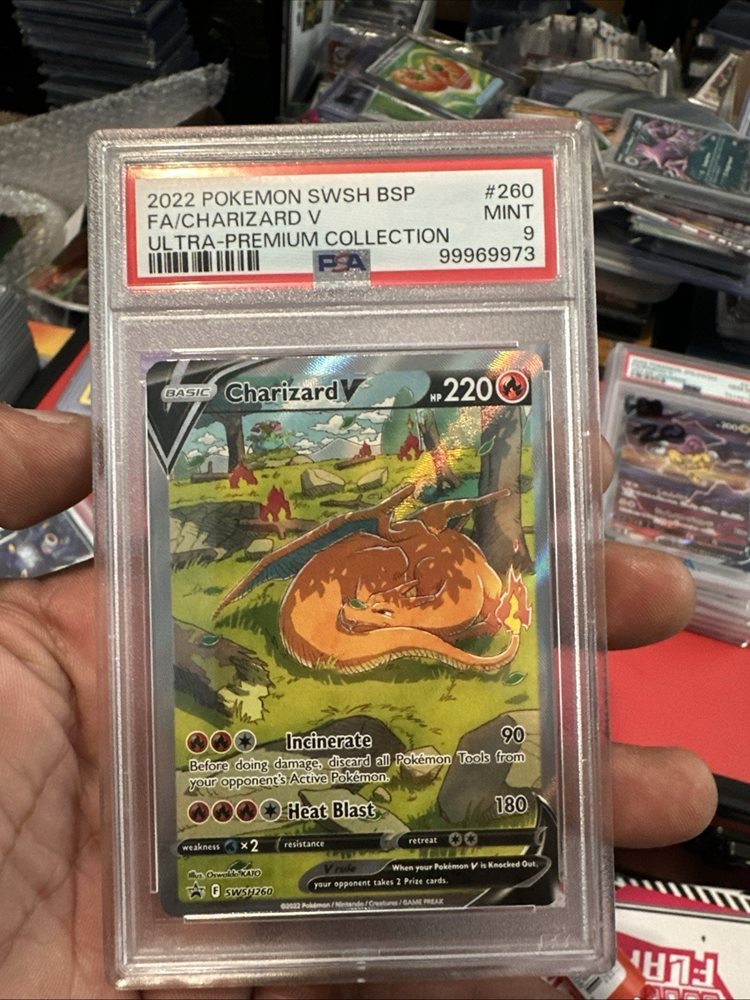 2022 POKEMON SWSH BSP #260
FA/CHARIZARD V MINT
ULTRA-PREMIUM COLLECTION 9
PSA 99969973
BASIC Charizard V HP 220
Incinerate 90
Before doing damage, discard all Pokémon Tools from
your opponent's Active Pokémon.
Heat Blast 180
weakness ×2 resistance retreat
V rule When your Pokémon V is Knocked Out,
your opponent takes 2 Prize cards.
Illus. Oswaldo KATO
F SWSH260
©2022 Pokémon / Nintendo / Creatures / GAME FREAK